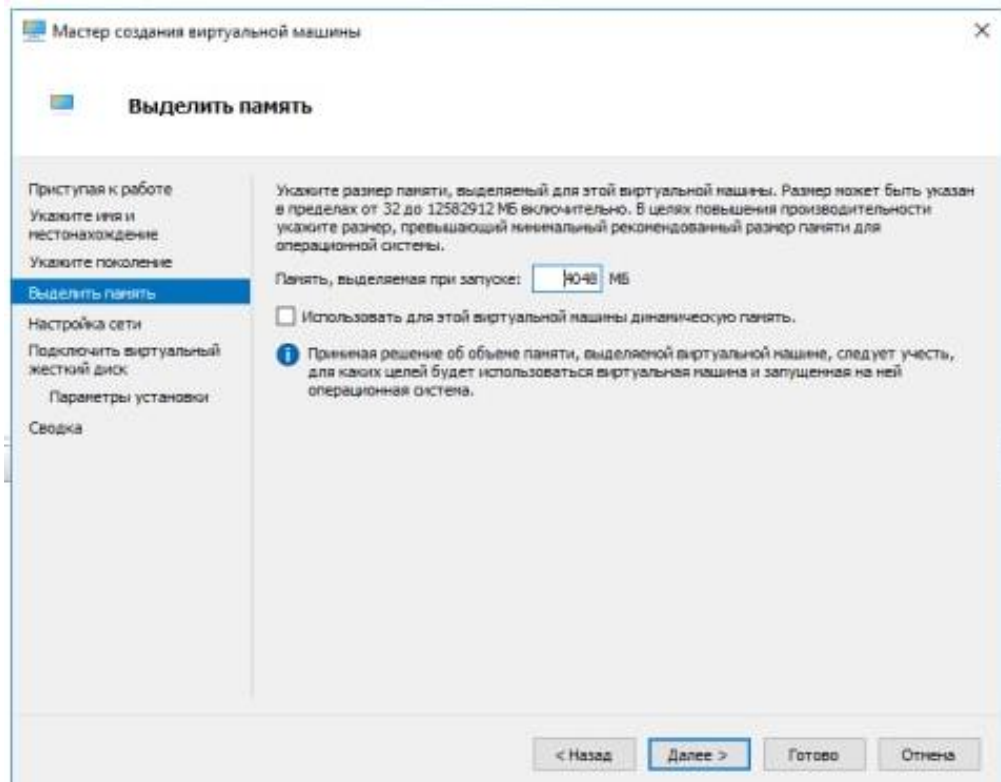 Мастер создания виртуальной машины
Выделить память
Приступая к работе
Укажите имя и
местонахождение
Укажите поколение
Выделить память
Настройка сети
Подключить виртуальный
жесткий диск
Параметры установки
Сводка
Укажите размер памяти, выделяемый для этой виртуальной машины. Размер может быть указан
в пределах от 32 до 12582912 МБ включительно. В целях повышения производительности
укажите размер, превышающий минимальный рекомендованный размер памяти для
операционной системы.
Память, выделяемая при запуске: 4048 МБ
Использовать для этой виртуальной машины динамическую память.
Принимая решение об объеме памяти, выделяемой виртуальной машине, следует учесть,
для каких целей будет использоваться виртуальная машина и запущенная на ней
операционная система.
< Назад Далее > Готово Отмена